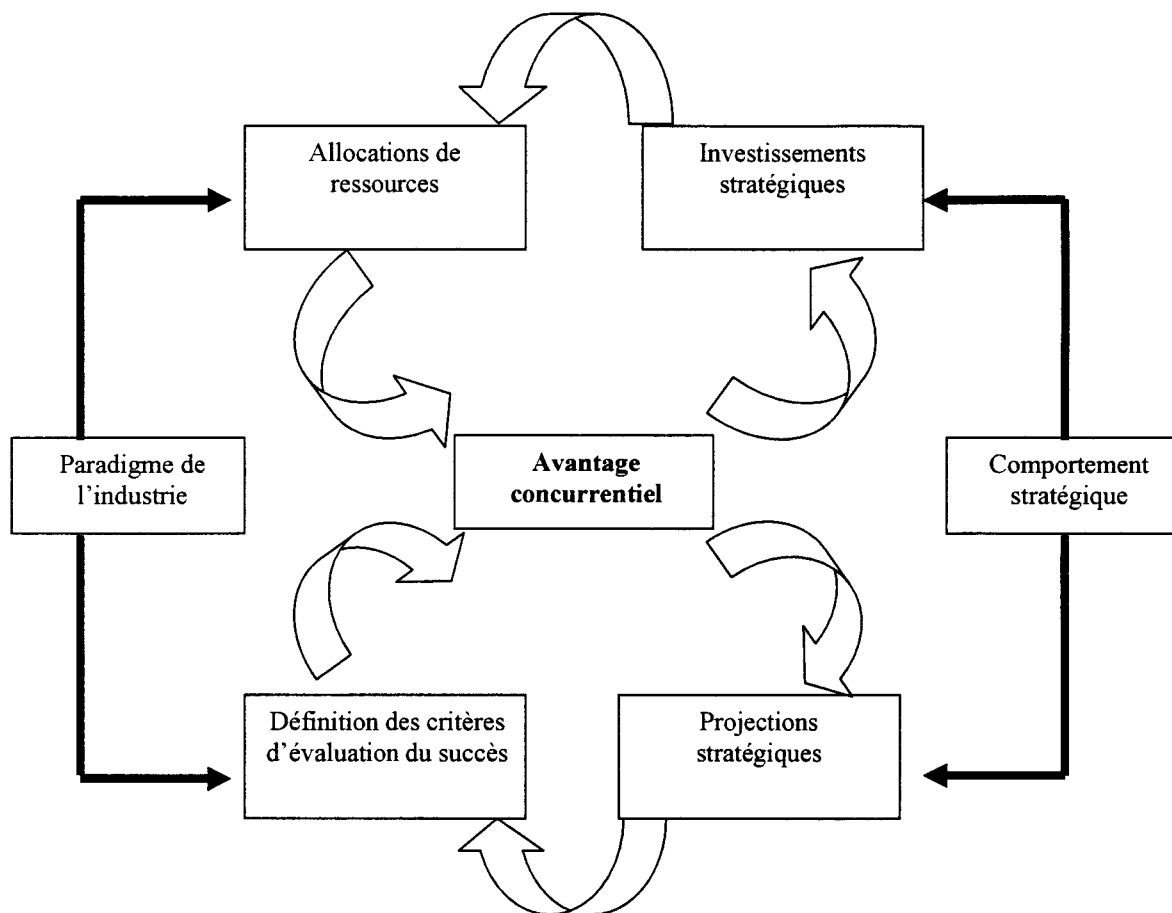 Allocations de
ressources
Investissements
stratégiques
Paradigme de
l'industrie
Avantage
concurrentiel
Comportement
stratégique
Définition des critères
d'évaluation du succès
Projections
stratégiques